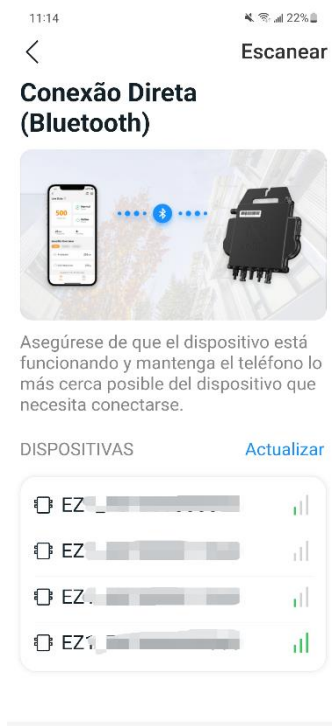 11:14
22%
Escanear
Conexão Direta
(Bluetooth)
500
Asegúrese de que el dispositivo está
funcionando y mantenga el teléfono lo
más cerca posible del dispositivo que
necesita conectarse.
DISPOSITIVAS
Actualizar
EZ
EZ
EZ
EZ1